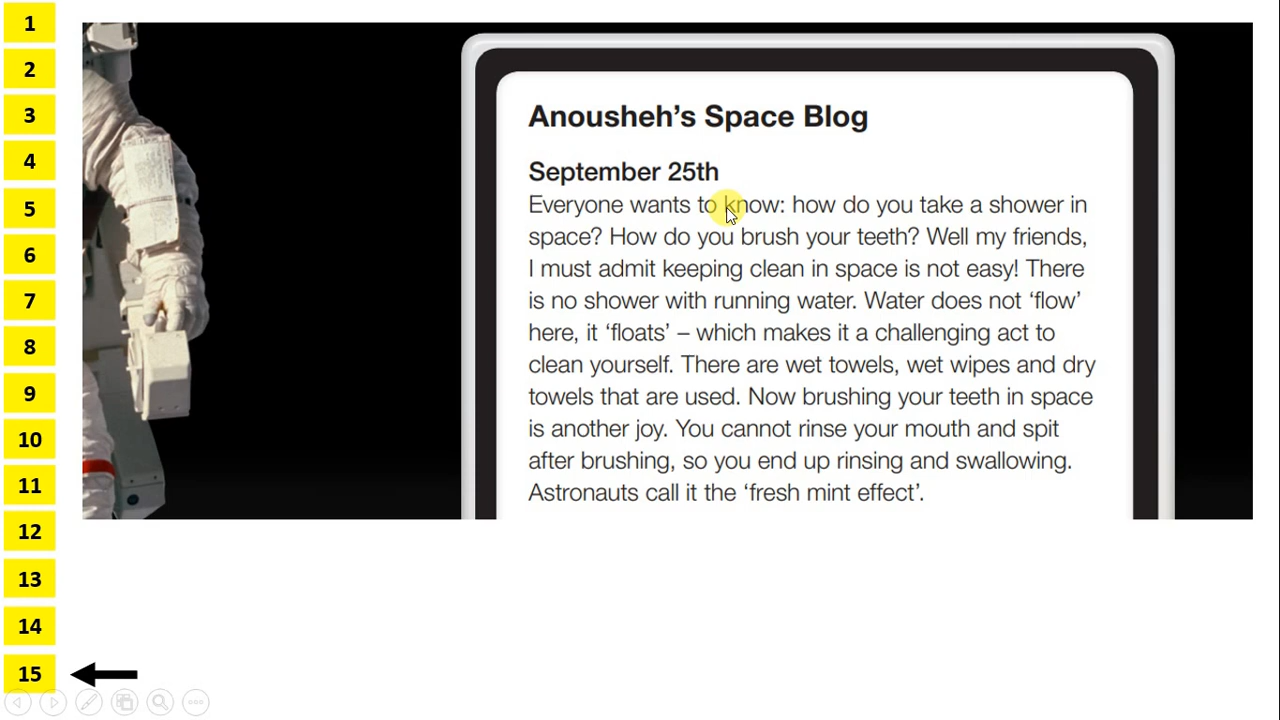 1
2
3
4
5
6
7
8
9
10
11
12
13
14
15
Anousheh's Space Blog
September 25th
Everyone wants to know: how do you take a shower in
space? How do you brush your teeth? Well my friends,
I must admit keeping clean in space is not easy! There
is no shower with running water. Water does not ‘flow’
here, it ‘floats’ – which makes it a challenging act to
clean yourself. There are wet towels, wet wipes and dry
towels that are used. Now brushing your teeth in space
is another joy. You cannot rinse your mouth and spit
after brushing, so you end up rinsing and swallowing.
Astronauts call it the ‘fresh mint effect’.